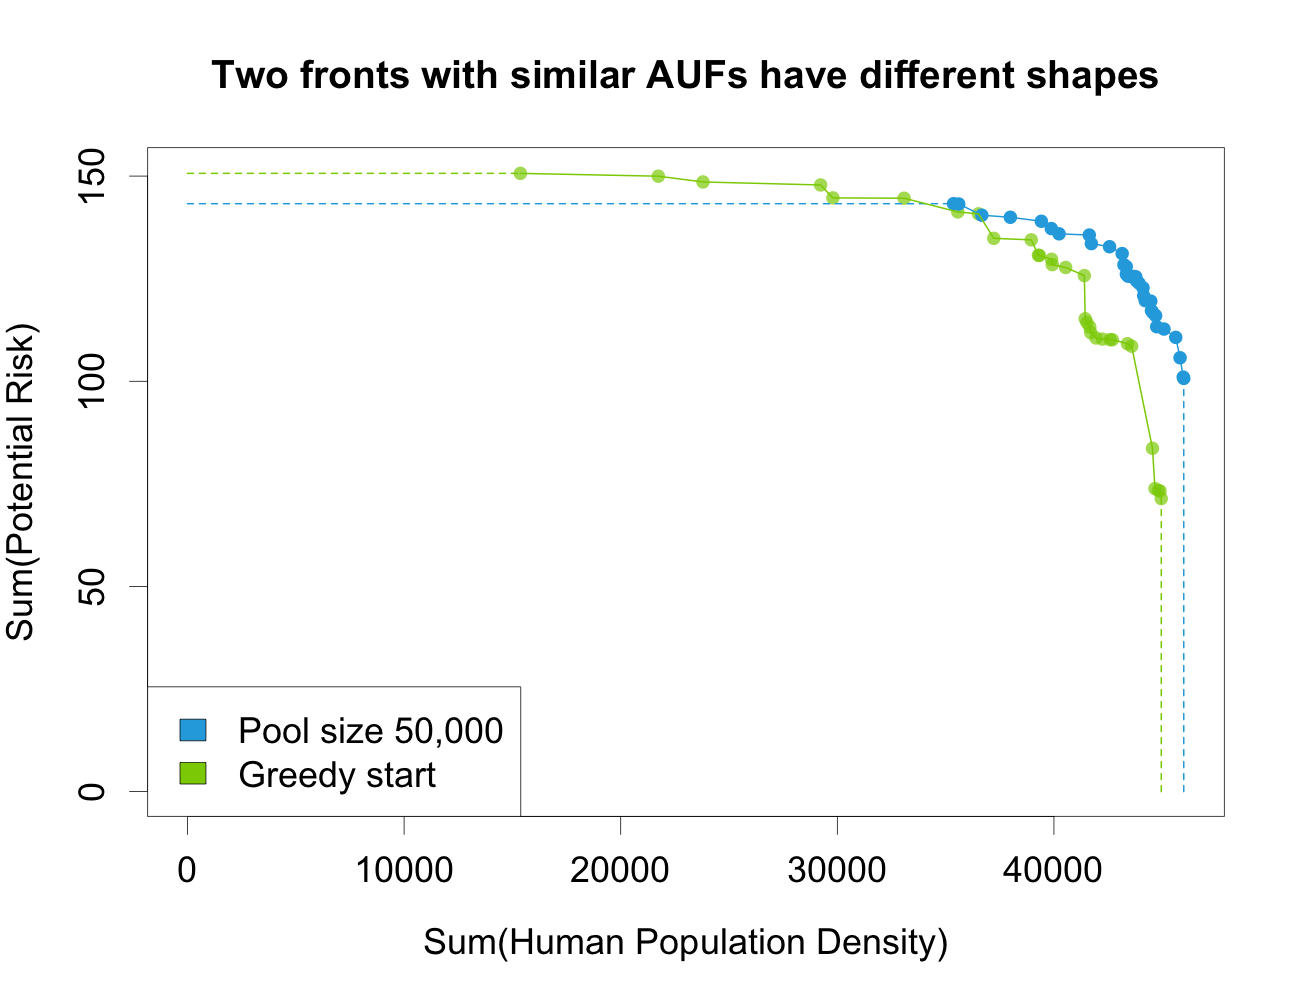 Two fronts with similar AUFs have different shapes
Sum(Potential Risk)
150
100
50
0
Pool size 50,000
Greedy start
0 10000 20000 30000 40000
Sum(Human Population Density)